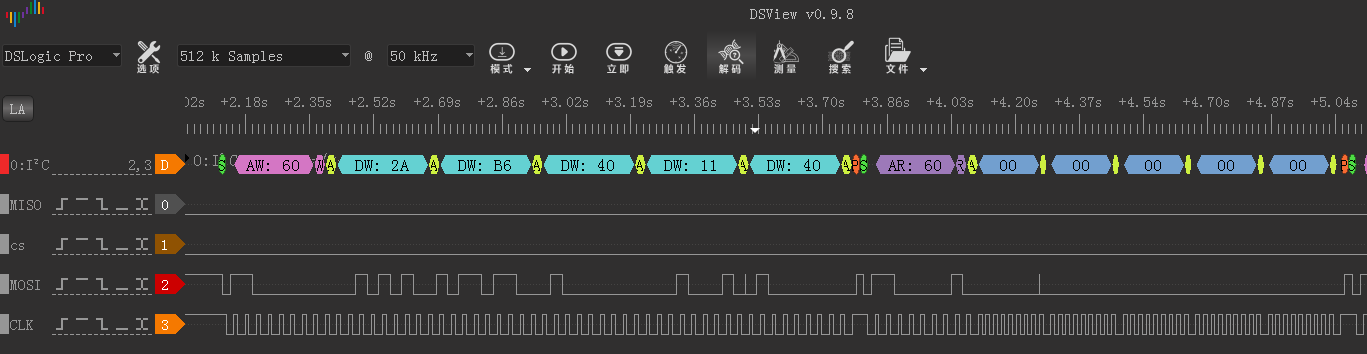 DSView v0.9.8
DSLogic Pro 512 k Samples @ 50 kHz
选项 模式 开始 立即 触发 解码 测量 搜索 文件
LA 02s +2.18s +2.35s +2.52s +2.69s +2.86s +3.02s +3.19s +3.36s +3.53s +3.70s +3.86s +4.03s +4.20s +4.37s +4.54s +4.70s +4.87s +5.04s
0:I²C 2,3 D 0:I²C S AW: 60 W A DW: 2A A DW: B6 A DW: 40 A DW: 11 A DW: 40 A P S AR: 60 R A 00 00 00 00 00 P S
MISO 0
cs 1
MOSI 2
CLK 3